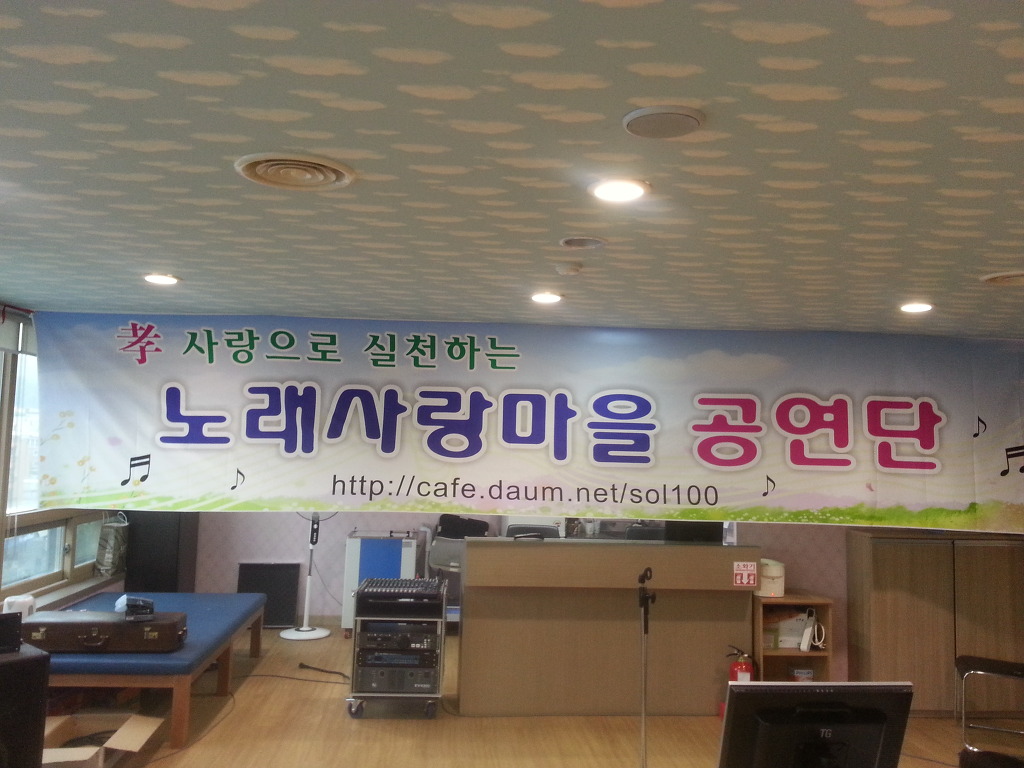 孝 사랑으로 실천하는
노래사랑마을 공연단
http://cafe.daum.net/sol100
소화기
TG